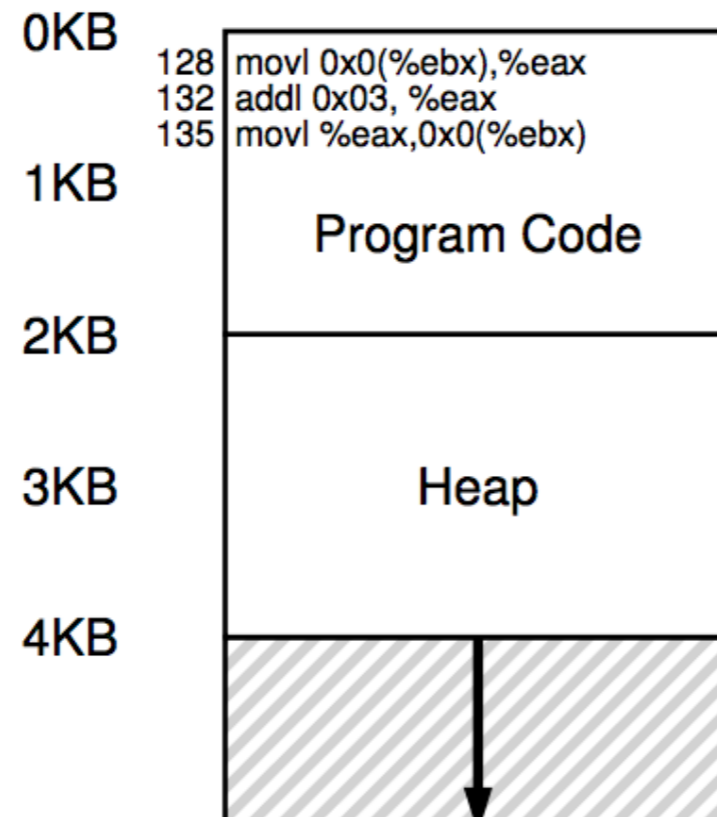 0KB
128 movl 0x0(%ebx),%eax
132 addl 0x03, %eax
135 movl %eax,0x0(%ebx)
1KB
Program Code
2KB
3KB
Heap
4KB